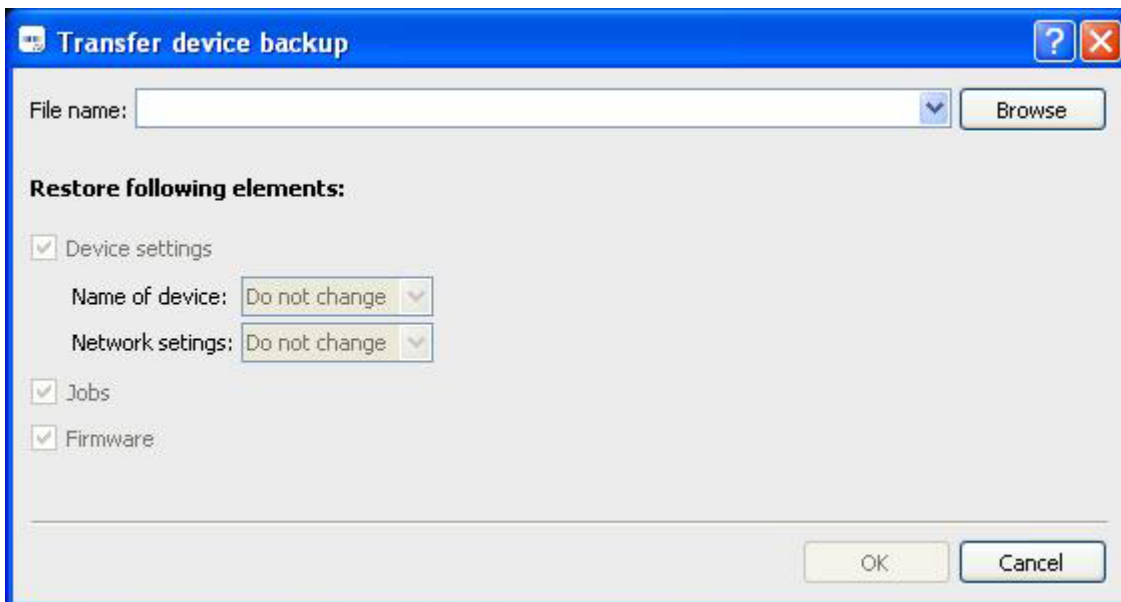 Transfer device backup
?
File name: Browse
Restore following elements:
Device settings
Name of device: Do not change
Network setings: Do not change
Jobs
Firmware
OK Cancel